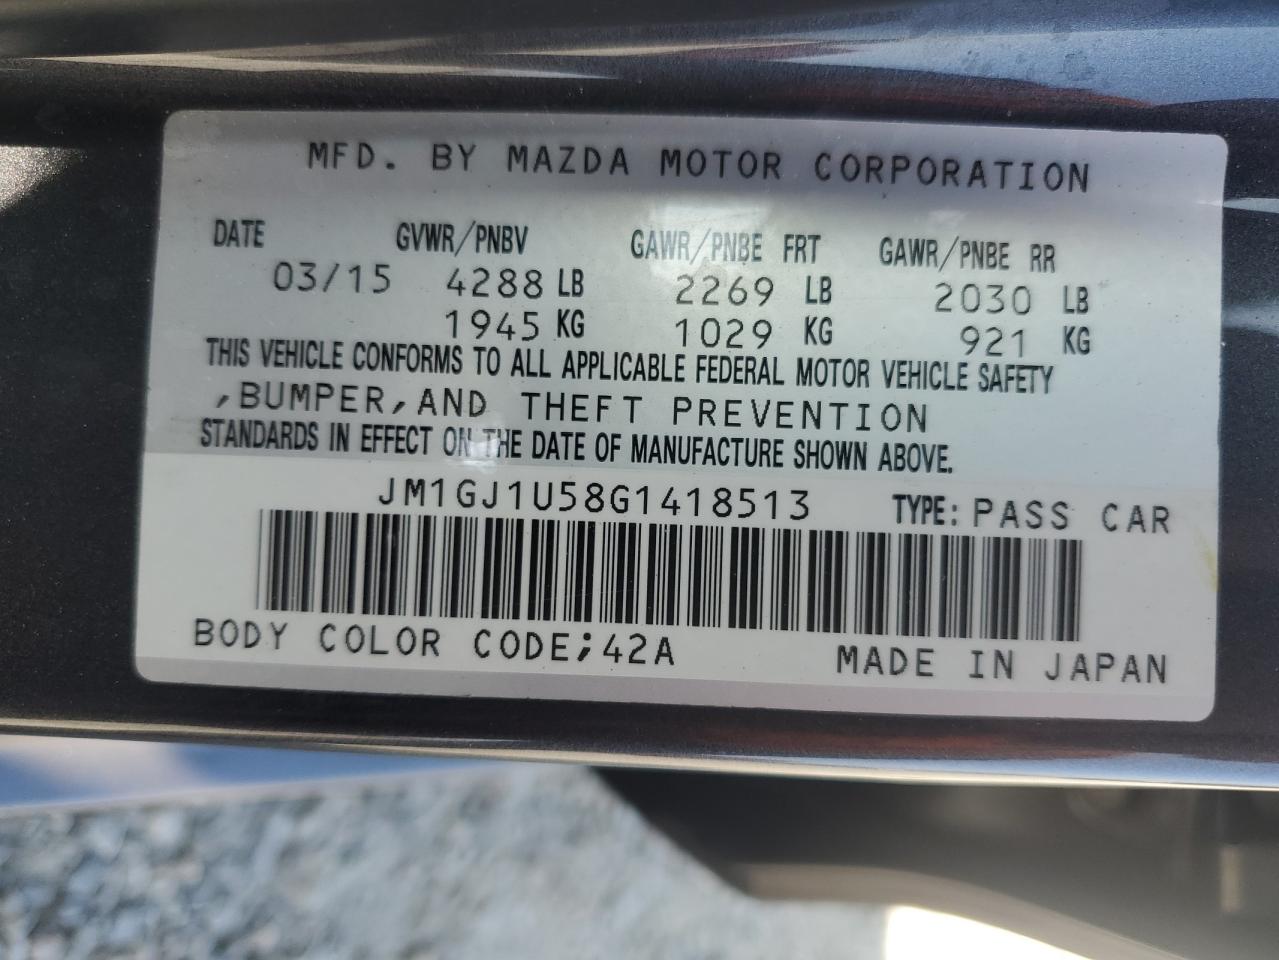 MFD. BY MAZDA MOTOR CORPORATION
DATE GVWR/PNBV GAWR/PNBE FRT GAWR/PNBE RR
03/15 4288 LB 2269 LB 2030 LB
1945 KG 1029 KG 921 KG
THIS VEHICLE CONFORMS TO ALL APPLICABLE FEDERAL MOTOR VEHICLE SAFETY
,BUMPER,AND THEFT PREVENTION
STANDARDS IN EFFECT ON THE DATE OF MANUFACTURE SHOWN ABOVE.
JM1GJ1U58G1418513 TYPE: PASS CAR
BODY COLOR CODE;42A MADE IN JAPAN